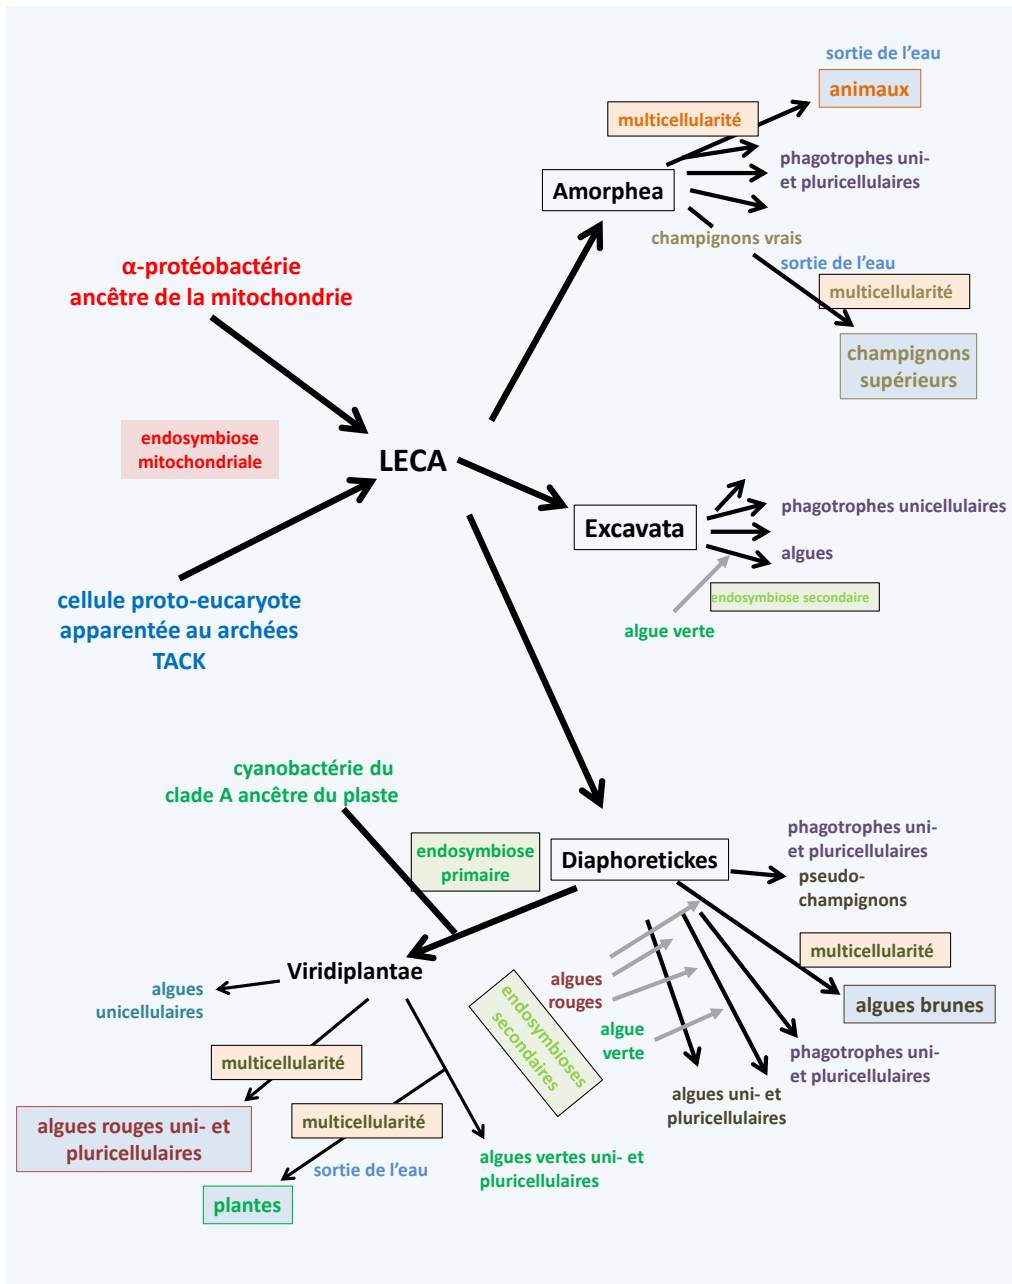 sortie de l’eau
animaux
multicellularité
phagotrophes uni-
et pluricellulaires
Amorphea
champignons vrais
sortie de l’eau
multicellularité
champignons
supérieurs
α-protéobactérie
ancêtre de la mitochondrie
endosymbiose
mitochondriale
LECA
phagotrophes unicellulaires
Excavata
algues
endosymbiose secondaire
algue verte
cellule proto-eucaryote
apparentée au archées
TACK
cyanobactérie du
clade A ancêtre du plaste
endosymbiose
primaire
Diaphoretickes
phagotrophes uni-
et pluricellulaires
pseudo-
champignons
multicellularité
Viridiplantae
algues
unicellulaires
algues
rouges
endosymbioses
secondaires
algues brunes
algue
verte
phagotrophes uni-
et pluricellulaires
multicellularité
algues uni- et
pluricellulaires
algues rouges uni- et
pluricellulaires
multicellularité
sortie de l’eau
algues vertes uni- et
pluricellulaires
plantes